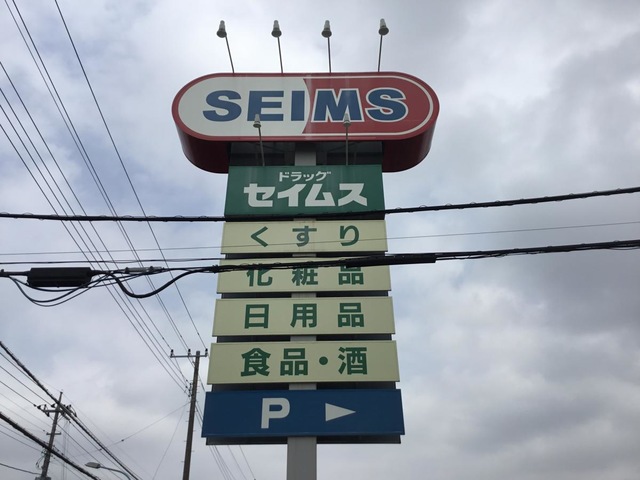 SEIMS
ドラッグ
セイムス
くすり
化粧品
日用品
食品・酒
P